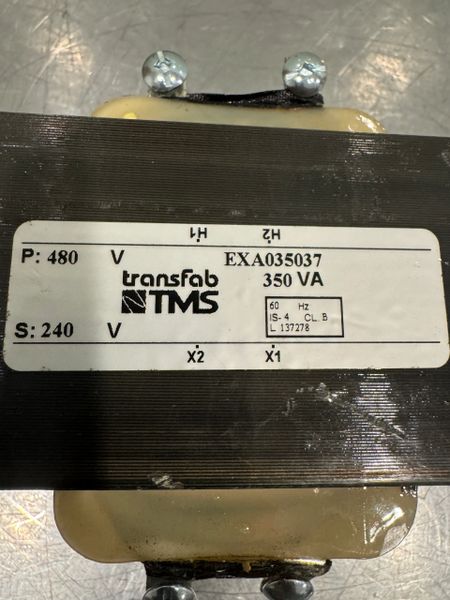 H1 H2
P: 480 V EXA035037
transfab 350 VA
TMS
60 Hz
IS- 4 CL. B
L 137278
S: 240 V
X2 X1